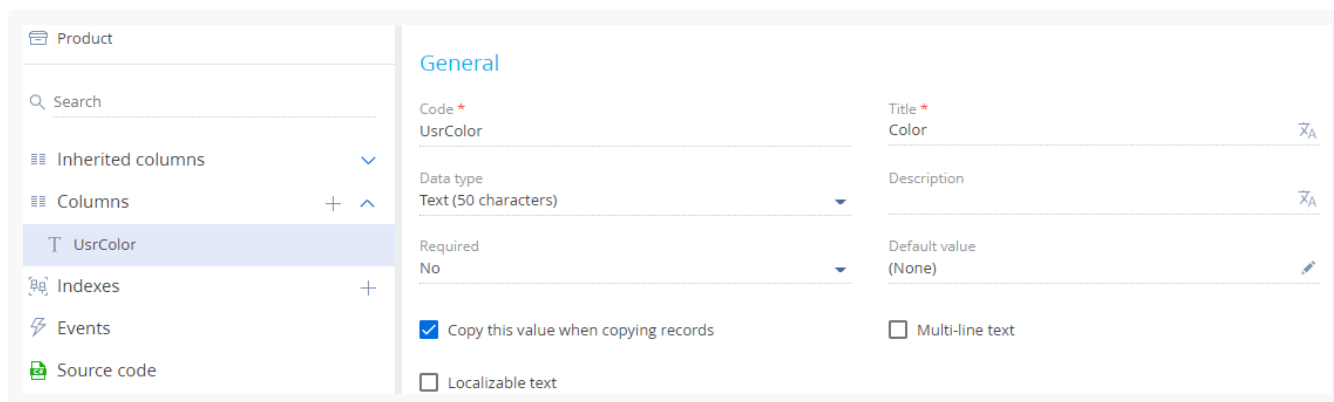 Product
Search
Inherited columns
Columns
T UsrColor
Indexes
Events
Source code
General
Code *
UsrColor
Title *
Color
Data type
Text (50 characters)
Description
Required
No
Default value
(None)
Copy this value when copying records
Multi-line text
Localizable text